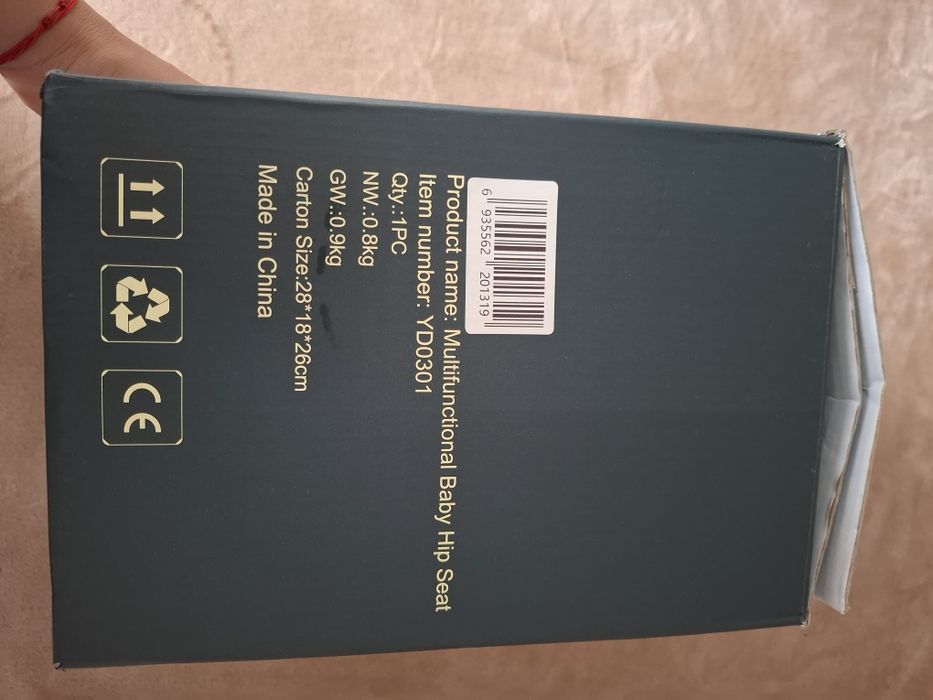 6 935562 201319
Product name: Multifunctional Baby Hip Seat
Item number: YD0301
Qty.:1PC
NW.:0.8kg
GW.:0.9kg
Carton Size:28*18*26cm
Made in China
CE